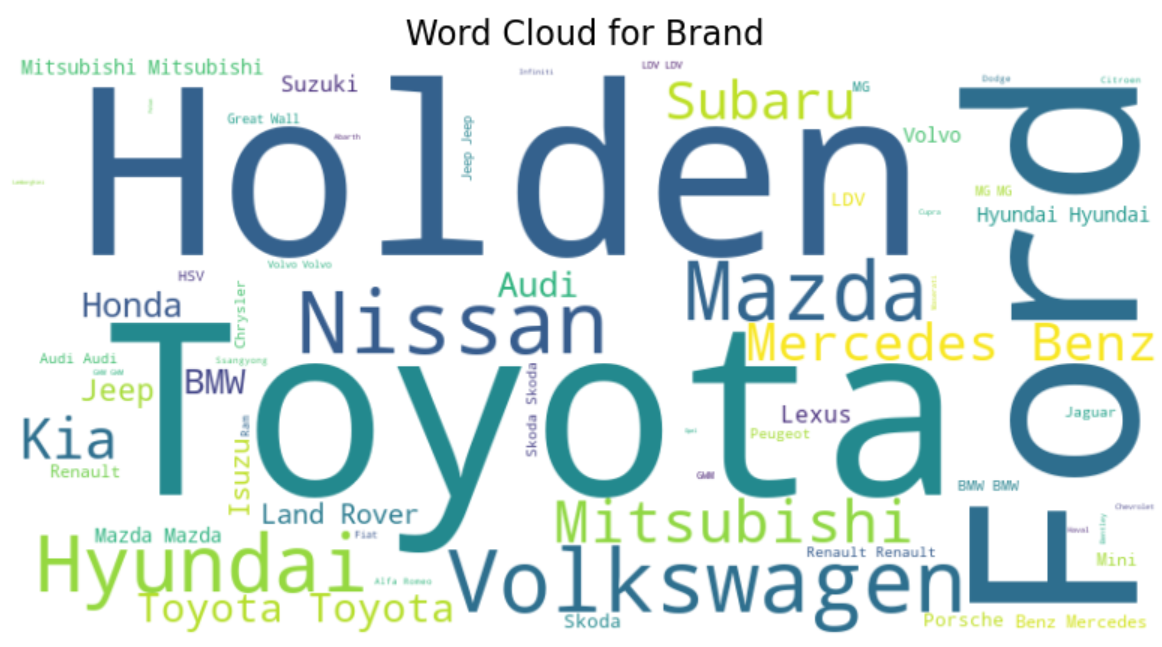 Word Cloud for Brand
Mitsubishi Mitsubishi
Suzuki
Infiniti
LDV LDV
Dodge
Citroen
Holden
Subaru
MG
Great Wall
Abarth
Jeep Jeep
Volvo
LDV
MG MG
Cupra
Hyundai Hyundai
Ford
Volvo Volvo
HSV
Honda
Chrysler
Nissan
Audi
Mazda
Mercedes Benz
Audi Audi
GWM GWM
Jeep
Ssangyong
BMW
Toyota
Skoda Skoda
Lexus
Peugeot
Jaguar
Kia
Renault
Isuzu
Ram
GWM
BMW BMW
Land Rover
Mitsubishi
Chevrolet
Haval
Bentley
Mazda Mazda
Fiat
Hyundai
Alfa Romeo
Volkswagen
Renault Renault
Mini
Toyota Toyota
Skoda
Porsche
Benz Mercedes